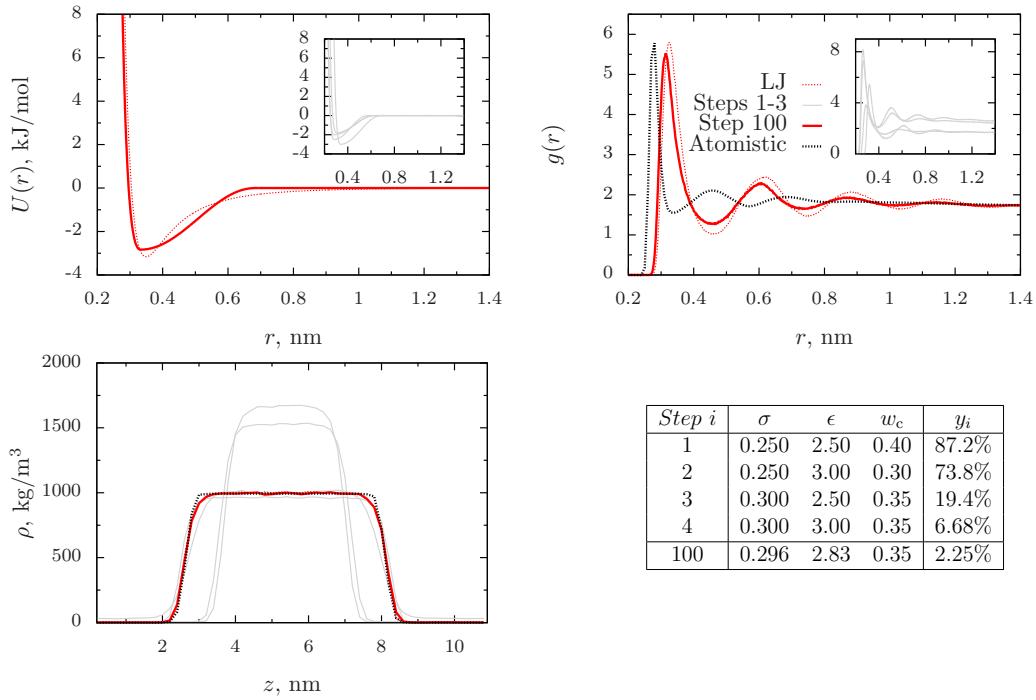 U(r), kJ/mol
8
6
4
2
0
-2
-4
0.2 0.4 0.6 0.8 1 1.2 1.4
r, nm
8
7
6
5
4
3
2
1
0
-2
-4
0.4 0.8 1.2
g(r)
6
5
4
3
2
1
0
0.2 0.4 0.6 0.8 1 1.2 1.4
r, nm
LJ
Steps 1-3
Step 100
Atomistic
8
4
0
0.4 0.8 1.2
ρ, kg/m³
2000
1500
1000
500
0
2 4 6 8 10
z, nm
Step i σ ϵ w_c y_i
1 0.250 2.50 0.40 87.2%
2 0.250 3.00 0.30 73.8%
3 0.300 2.50 0.35 19.4%
4 0.300 3.00 0.35 6.68%
100 0.296 2.83 0.35 2.25%